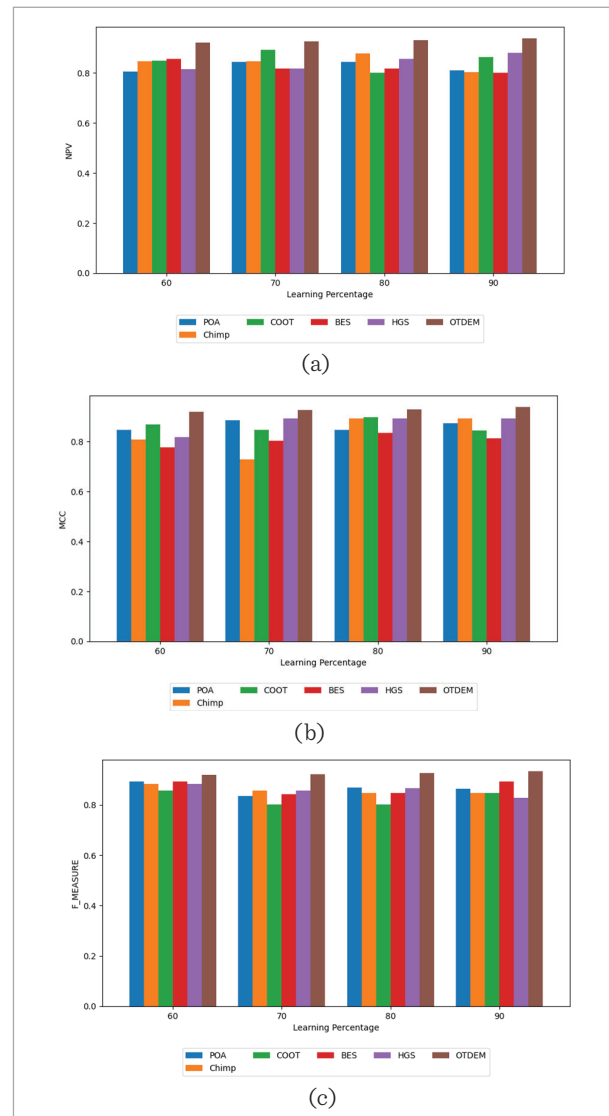 0.8
0.6
0.4
0.2
0.0
NPV
60 70 80 90
Learning Percentage
POA COOT BES HGS OTDEM
Chimp
(a)
0.8
0.6
0.4
0.2
0.0
MCC
60 70 80 90
Learning Percentage
POA COOT BES HGS OTDEM
Chimp
(b)
0.8
0.6
0.4
0.2
0.0
F_MEASURE
60 70 80 90
Learning Percentage
POA COOT BES HGS OTDEM
Chimp
(c)